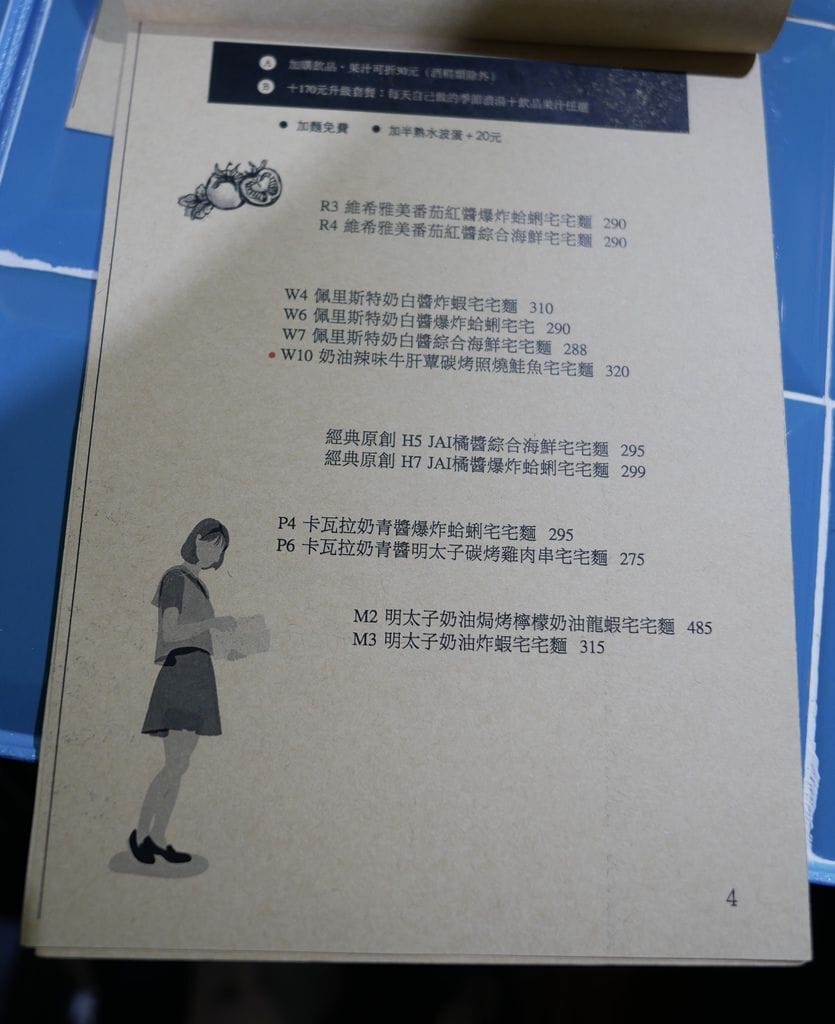 A 加購飲品·果汁可折30元（酒精類除外）
B +170元升級套餐：每天自己做的季節濃湯+飲品果汁任選
● 加麵免費 ● 加半熟水波蛋+20元
R3 維希雅美番茄紅醬爆炸蛤蜊宅宅麵 290
R4 維希雅美番茄紅醬綜合海鮮宅宅麵 290
W4 佩里斯特奶白醬炸蝦宅宅麵 310
W6 佩里斯特奶白醬爆炸蛤蜊宅宅 290
W7 佩里斯特奶白醬綜合海鮮宅宅麵 288
● W10 奶油辣味牛肝蕈碳烤照燒鮭魚宅宅麵 320
經典原創 H5 JAI橘醬綜合海鮮宅宅麵 295
經典原創 H7 JAI橘醬爆炸蛤蜊宅宅麵 299
P4 卡瓦拉奶青醬爆炸蛤蜊宅宅麵 295
P6 卡瓦拉奶青醬明太子碳烤雞肉串宅宅麵 275
M2 明太子奶油焗烤檸檬奶油龍蝦宅宅麵 485
M3 明太子奶油炸蝦宅宅麵 315
4